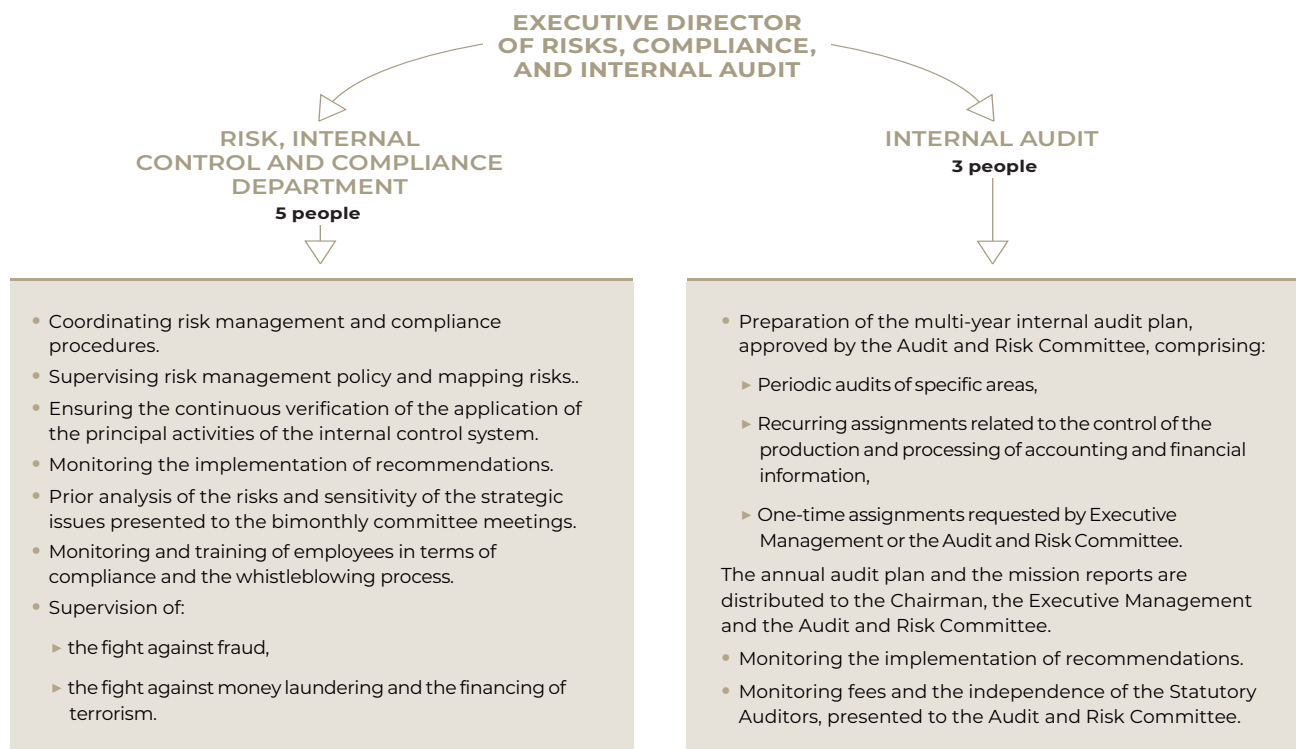 EXECUTIVE DIRECTOR
OF RISKS, COMPLIANCE,
AND INTERNAL AUDIT
RISK, INTERNAL
CONTROL AND COMPLIANCE
DEPARTMENT
5 people
• Coordinating risk management and compliance
procedures.
• Supervising risk management policy and mapping risks..
• Ensuring the continuous verification of the application of
the principal activities of the internal control system.
• Monitoring the implementation of recommendations.
• Prior analysis of the risks and sensitivity of the strategic
issues presented to the bimonthly committee meetings.
• Monitoring and training of employees in terms of
compliance and the whistleblowing process.
• Supervision of:
► the fight against fraud,
► the fight against money laundering and the financing of
terrorism.
INTERNAL AUDIT
3 people
• Preparation of the multi-year internal audit plan,
approved by the Audit and Risk Committee, comprising:
► Periodic audits of specific areas,
► Recurring assignments related to the control of the
production and processing of accounting and financial
information,
► One-time assignments requested by Executive
Management or the Audit and Risk Committee.
The annual audit plan and the mission reports are
distributed to the Chairman, the Executive Management
and the Audit and Risk Committee.
• Monitoring the implementation of recommendations.
• Monitoring fees and the independence of the Statutory
Auditors, presented to the Audit and Risk Committee.